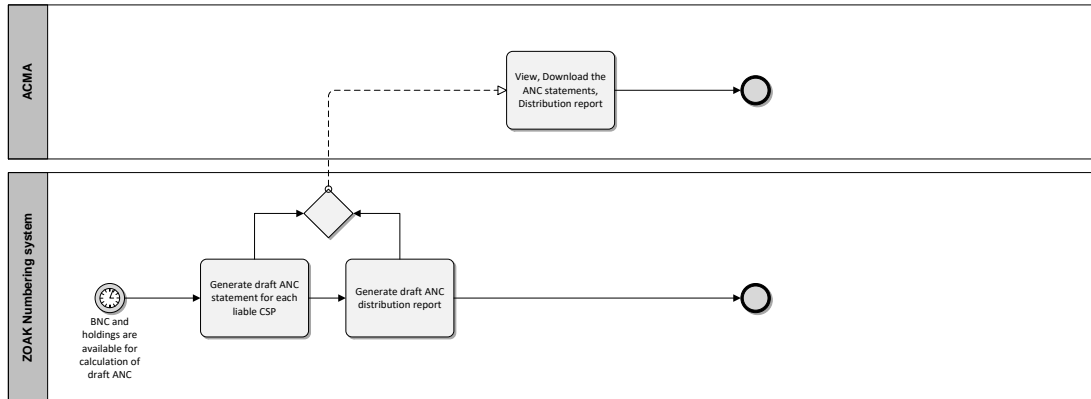 ACMA
View, Download the
ANC statements,
Distribution report
ZOAK Numbering system
BNC and
holdings are
available for
calculation of
draft ANC
Generate draft ANC
statement for each
liable CSP
Generate draft ANC
distribution report